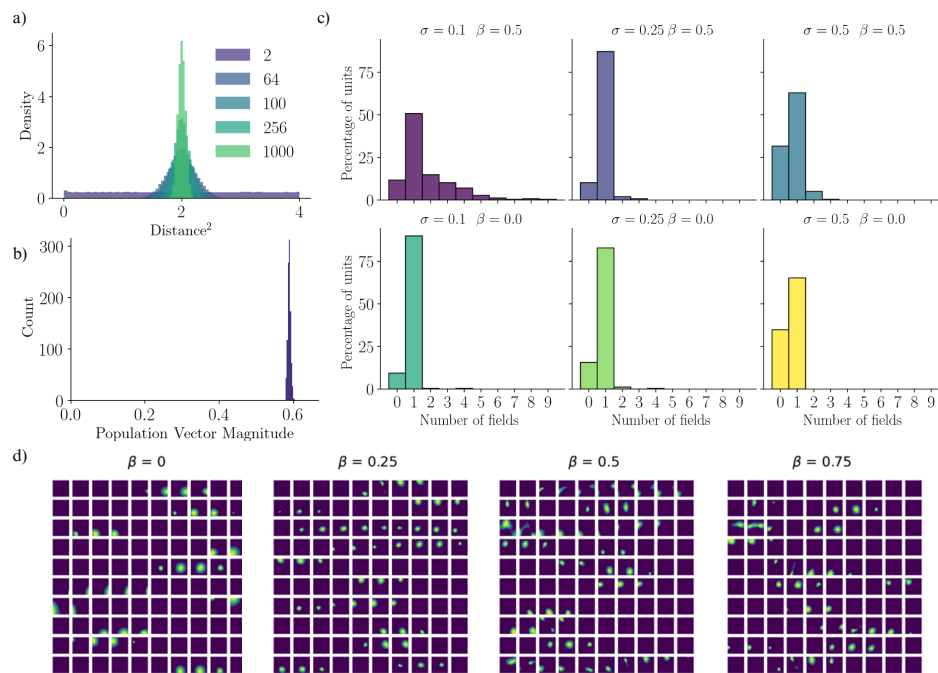 a)
Density
6
4
2
0
2
64
100
256
1000
0 2 4
Distance²
b)
Count
300
200
100
0
0.0 0.2 0.4 0.6
Population Vector Magnitude
c)
σ = 0.1 β = 0.5
σ = 0.25 β = 0.5
σ = 0.5 β = 0.5
Percentage of units
75
50
25
0
σ = 0.1 β = 0.0
σ = 0.25 β = 0.0
σ = 0.5 β = 0.0
Percentage of units
75
50
25
0
0 1 2 3 4 5 6 7 8 9
Number of fields
0 1 2 3 4 5 6 7 8 9
Number of fields
0 1 2 3 4 5 6 7 8 9
Number of fields
d)
β = 0
β = 0.25
β = 0.5
β = 0.75